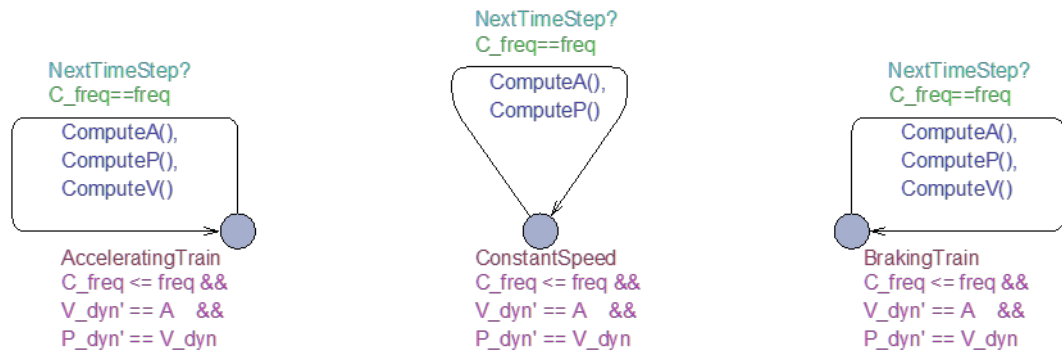 NextTimeStep?
C_freq==freq
ComputeA(),
ComputeP(),
ComputeV()
AcceleratingTrain
C_freq <= freq &&
V_dyn' == A &&
P_dyn' == V_dyn
NextTimeStep?
C_freq==freq
ComputeA(),
ComputeP()
ConstantSpeed
C_freq <= freq &&
V_dyn' == A &&
P_dyn' == V_dyn
NextTimeStep?
C_freq==freq
ComputeA(),
ComputeP(),
ComputeV()
BrakingTrain
C_freq <= freq &&
V_dyn' == A &&
P_dyn' == V_dyn